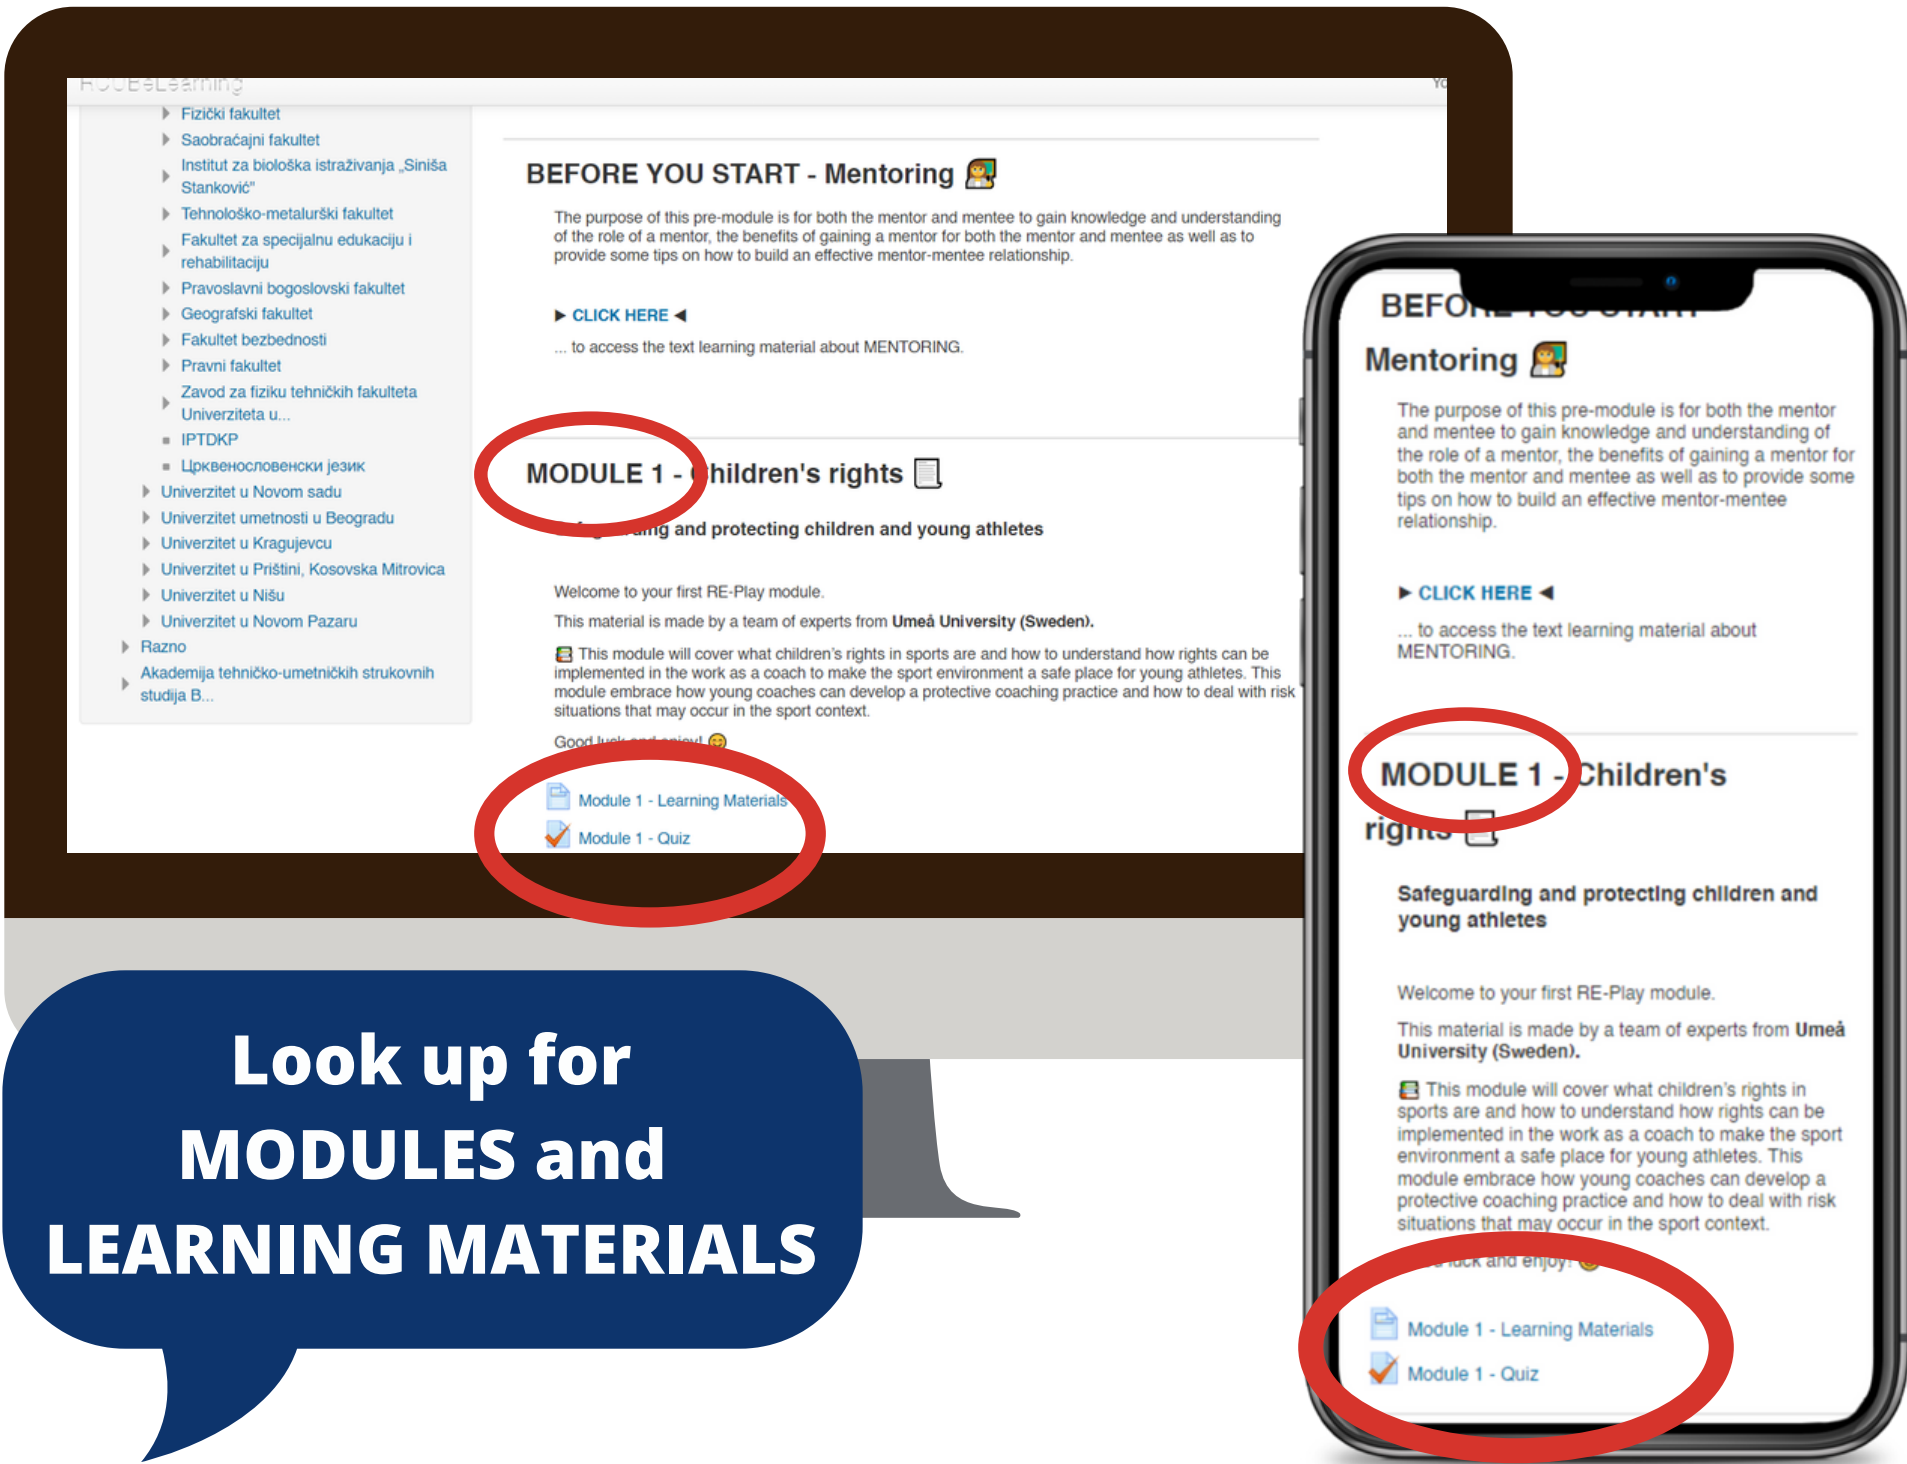 RCUBeLearning
Fizički fakultet
Saobraćajni fakultet
Institut za biološka istraživanja „Siniša
Stanković"
Tehnološko-metalurški fakultet
Fakultet za specijalnu edukaciju i
rehabilitaciju
Pravoslavni bogoslovski fakultet
Geografski fakultet
Fakultet bezbednosti
Pravni fakultet
Zavod za fiziku tehničkih fakulteta
Univerziteta u...
IPTDKP
Црквенословенски језик
Univerzitet u Novom sadu
Univerzitet umetnosti u Beogradu
Univerzitet u Kragujevcu
Univerzitet u Prištini, Kosovska Mitrovica
Univerzitet u Nišu
Univerzitet u Novom Pazaru
Razno
Akademija tehničko-umetničkih strukovnih
studija B...
BEFORE YOU START - Mentoring
The purpose of this pre-module is for both the mentor and mentee to gain knowledge and understanding
of the role of a mentor, the benefits of gaining a mentor for both the mentor and mentee as well as to
provide some tips on how to build an effective mentor-mentee relationship.
► CLICK HERE ◄
... to access the text learning material about MENTORING.
MODULE 1 - Children's rights
Safeguarding and protecting children and young athletes
Welcome to your first RE-Play module.
This material is made by a team of experts from Umeå University (Sweden).
This module will cover what children's rights in sports are and how to understand how rights can be
implemented in the work as a coach to make the sport environment a safe place for young athletes. This
module embrace how young coaches can develop a protective coaching practice and how to deal with risk
situations that may occur in the sport context.
Good luck and enjoy!
Module 1 - Learning Materials
Module 1 - Quiz
BEFORE YOU START
Mentoring
The purpose of this pre-module is for both the mentor
and mentee to gain knowledge and understanding of
the role of a mentor, the benefits of gaining a mentor for
both the mentor and mentee as well as to provide some
tips on how to build an effective mentor-mentee
relationship.
► CLICK HERE ◄
... to access the text learning material about
MENTORING.
MODULE 1 - Children's
rights
Safeguarding and protecting children and
young athletes
Welcome to your first RE-Play module.
This material is made by a team of experts from Umeå
University (Sweden).
This module will cover what children's rights in
sports are and how to understand how rights can be
implemented in the work as a coach to make the sport
environment a safe place for young athletes. This
module embrace how young coaches can develop a
protective coaching practice and how to deal with risk
situations that may occur in the sport context.
luck and enjoy!
Module 1 - Learning Materials
Module 1 - Quiz
Look up for
MODULES and
LEARNING MATERIALS